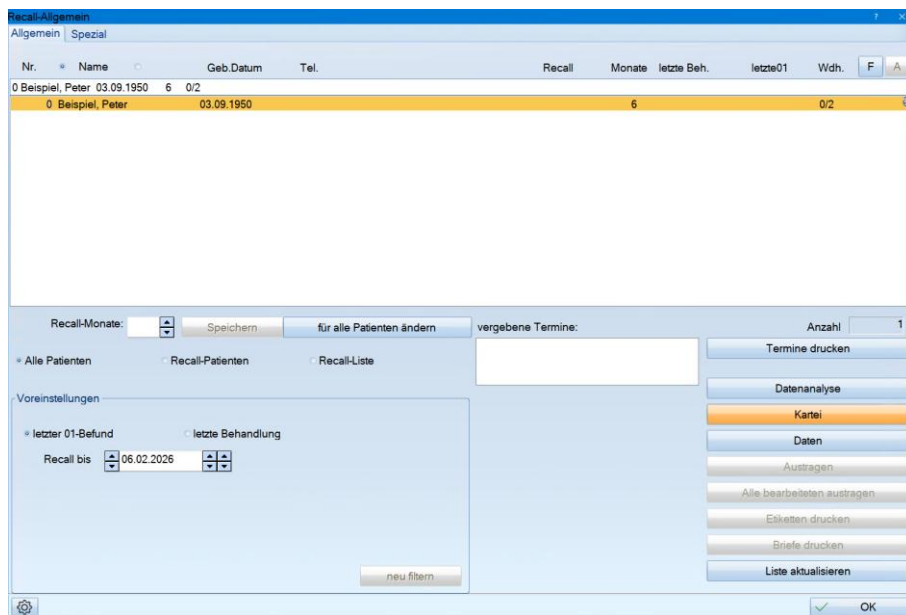 Recall-Allgemein ? ×
Allgemein Spezial
Nr. Name Geb.Datum Tel. Recall Monate letzte Beh. letzte01 Wdh. F A
0 Beispiel, Peter 03.09.1950 6 0/2
0 Beispiel, Peter 03.09.1950 6 0/2
Recall-Monate: Speichern für alle Patienten ändern vergebene Termine: Anzahl 1
Termine drucken
Alle Patienten Recall-Patienten Recall-Liste
Datenanalyse
Voreinstellungen
Kartei
letzter 01-Befund letzte Behandlung
Daten
Recall bis 06.02.2026
Austragen
Alle bearbeiteten austragen
Etiketten drucken
Briefe drucken
neu filtern Liste aktualisieren
OK